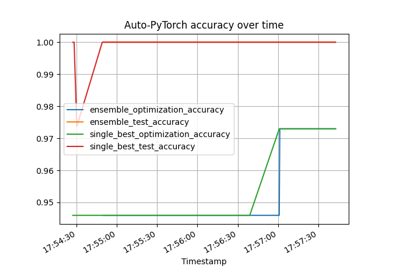 Auto-PyTorch accuracy over time
1.00
0.99
0.98
0.97
0.96
0.95
ensemble_optimization_accuracy
ensemble_test_accuracy
single_best_optimization_accuracy
single_best_test_accuracy
17:54:30
17:55:00
17:55:30
17:56:00
17:56:30
17:57:00
17:57:30
Timestamp